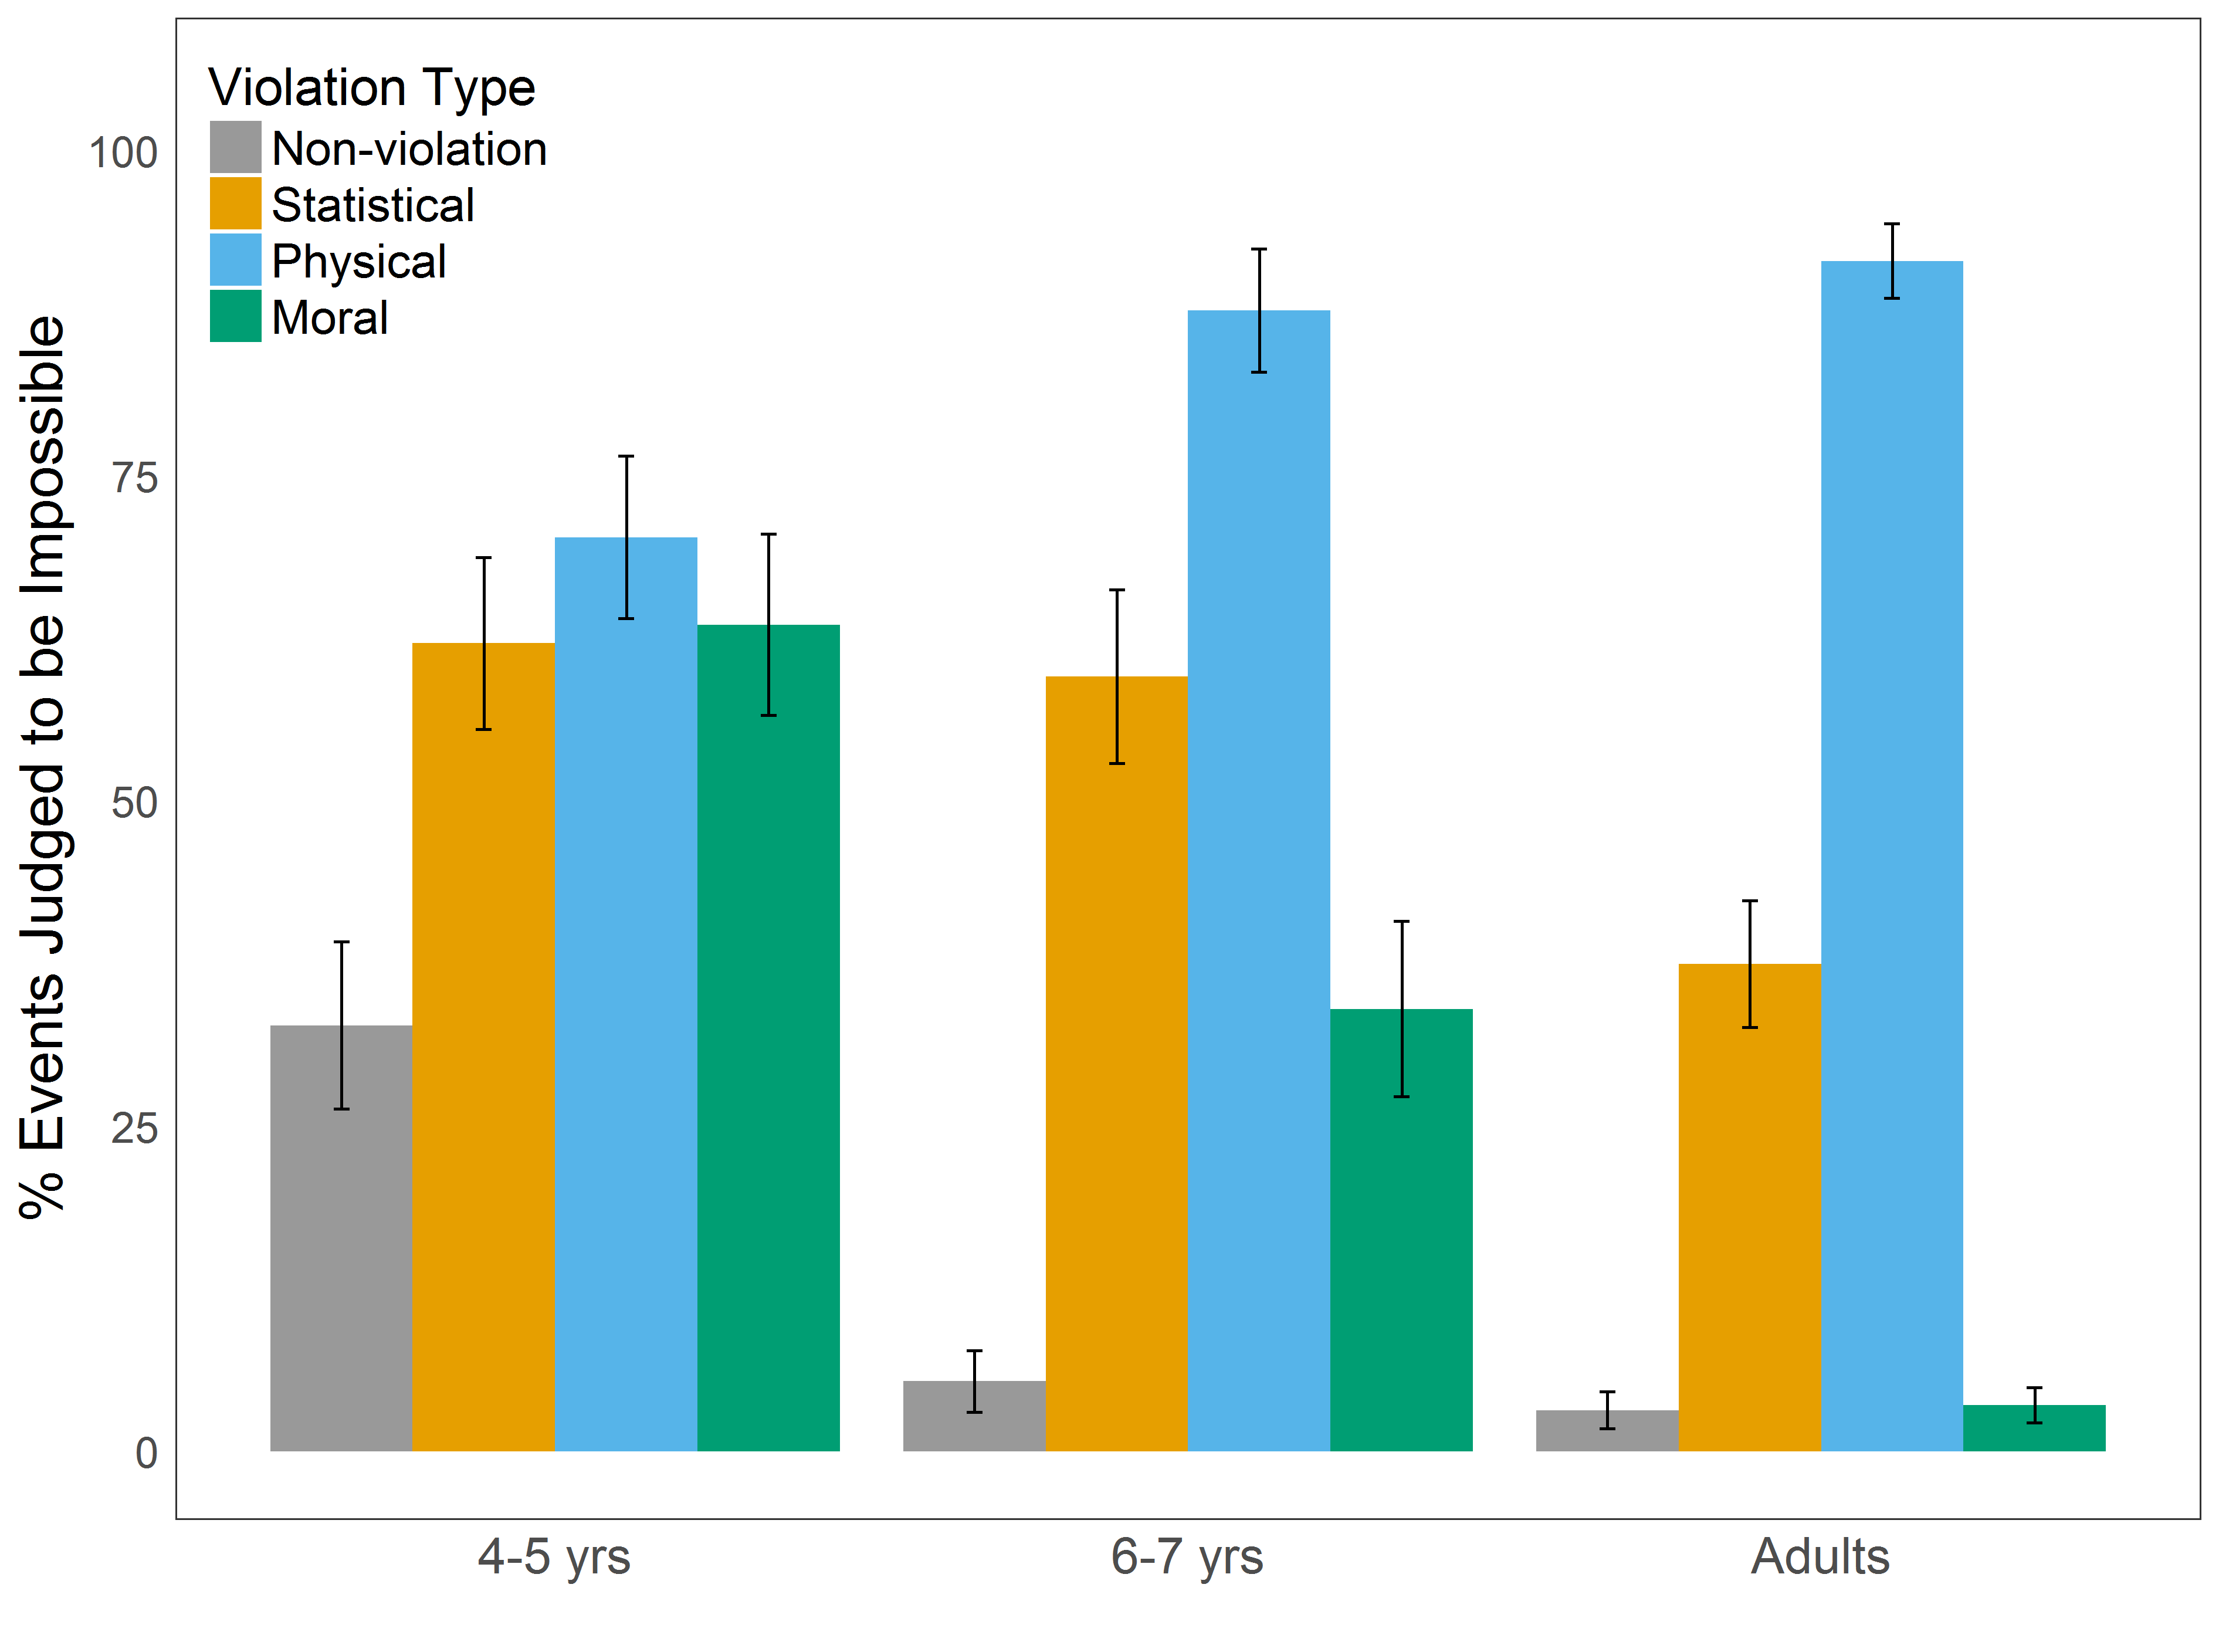 Violation Type
Non-violation
Statistical
Physical
Moral
% Events Judged to be Impossible
100
75
50
25
0
4-5 yrs
6-7 yrs
Adults